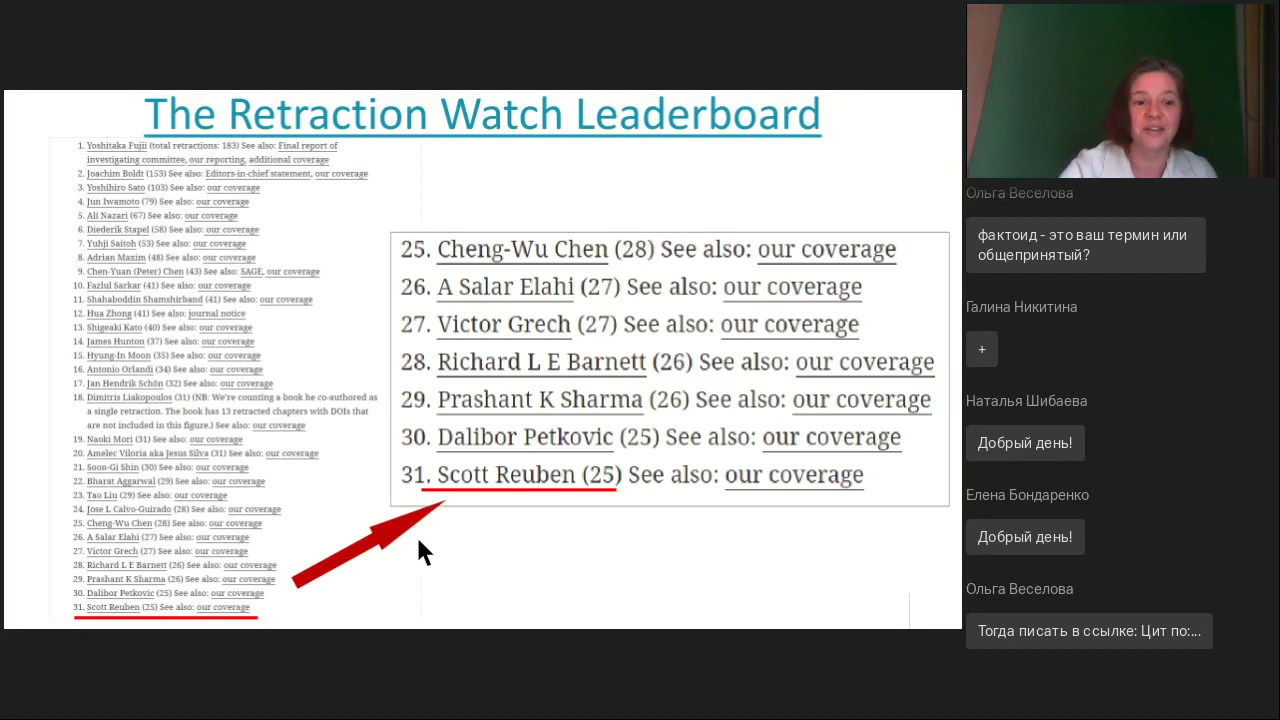 The Retraction Watch Leaderboard
1. Yoshitaka Fujii (total retractions: 183) See also: Final report of
investigating committee, our reporting, additional coverage
2. Joachim Boldt (153) See also: Editors-in-chief statement, our coverage
3. Yoshihiro Sato (103) See also: our coverage
4. Jun Iwamoto (79) See also: our coverage
5. Ali Nazari (67) See also: our coverage
6. Diederik Stapel (58) See also: our coverage
7. Yuhji Saitoh (53) See also: our coverage
8. Adrian Maxim (48) See also: our coverage
9. Chen-Yuan (Peter) Chen (43) See also: SAGE, our coverage
10. Fazlul Sarkar (41) See also: our coverage
11. Shahaboddin Shamshirband (41) See also: our coverage
12. Hua Zhong (41) See also: journal notice
13. Shigeaki Kato (40) See also: our coverage
14. James Hunton (37) See also: our coverage
15. Hyung-In Moon (35) See also: our coverage
16. Antonio Orlandi (34) See also: our coverage
17. Jan Hendrik Schön (32) See also: our coverage
18. Dimitris Liakopoulos (31) (NB: We're counting a book he co-authored as
a single retraction. The book has 13 retracted chapters with DOIs that
are not included in this figure.) See also: our coverage
19. Naoki Mori (31) See also: our coverage
20. Amelec Viloria aka Jesus Silva (31) See also: our coverage
21. Soon-Gi Shin (30) See also: our coverage
22. Bharat Aggarwal (29) See also: our coverage
23. Tao Liu (29) See also: our coverage
24. Jose L Calvo-Guirado (28) See also: our coverage
25. Cheng-Wu Chen (28) See also: our coverage
26. A Salar Elahi (27) See also: our coverage
27. Victor Grech (27) See also: our coverage
28. Richard L E Barnett (26) See also: our coverage
29. Prashant K Sharma (26) See also: our coverage
30. Dalibor Petkovic (25) See also: our coverage
31. Scott Reuben (25) See also: our coverage
25. Cheng-Wu Chen (28) See also: our coverage
26. A Salar Elahi (27) See also: our coverage
27. Victor Grech (27) See also: our coverage
28. Richard L E Barnett (26) See also: our coverage
29. Prashant K Sharma (26) See also: our coverage
30. Dalibor Petkovic (25) See also: our coverage
31. Scott Reuben (25) See also: our coverage
Ольга Веселова
фактоид - это ваш термин или
общепринятый?
Галина Никитина
+
Наталья Шибаева
Добрый день!
Елена Бондаренко
Добрый день!
Ольга Веселова
Тогда писать в ссылке: Цит по:...